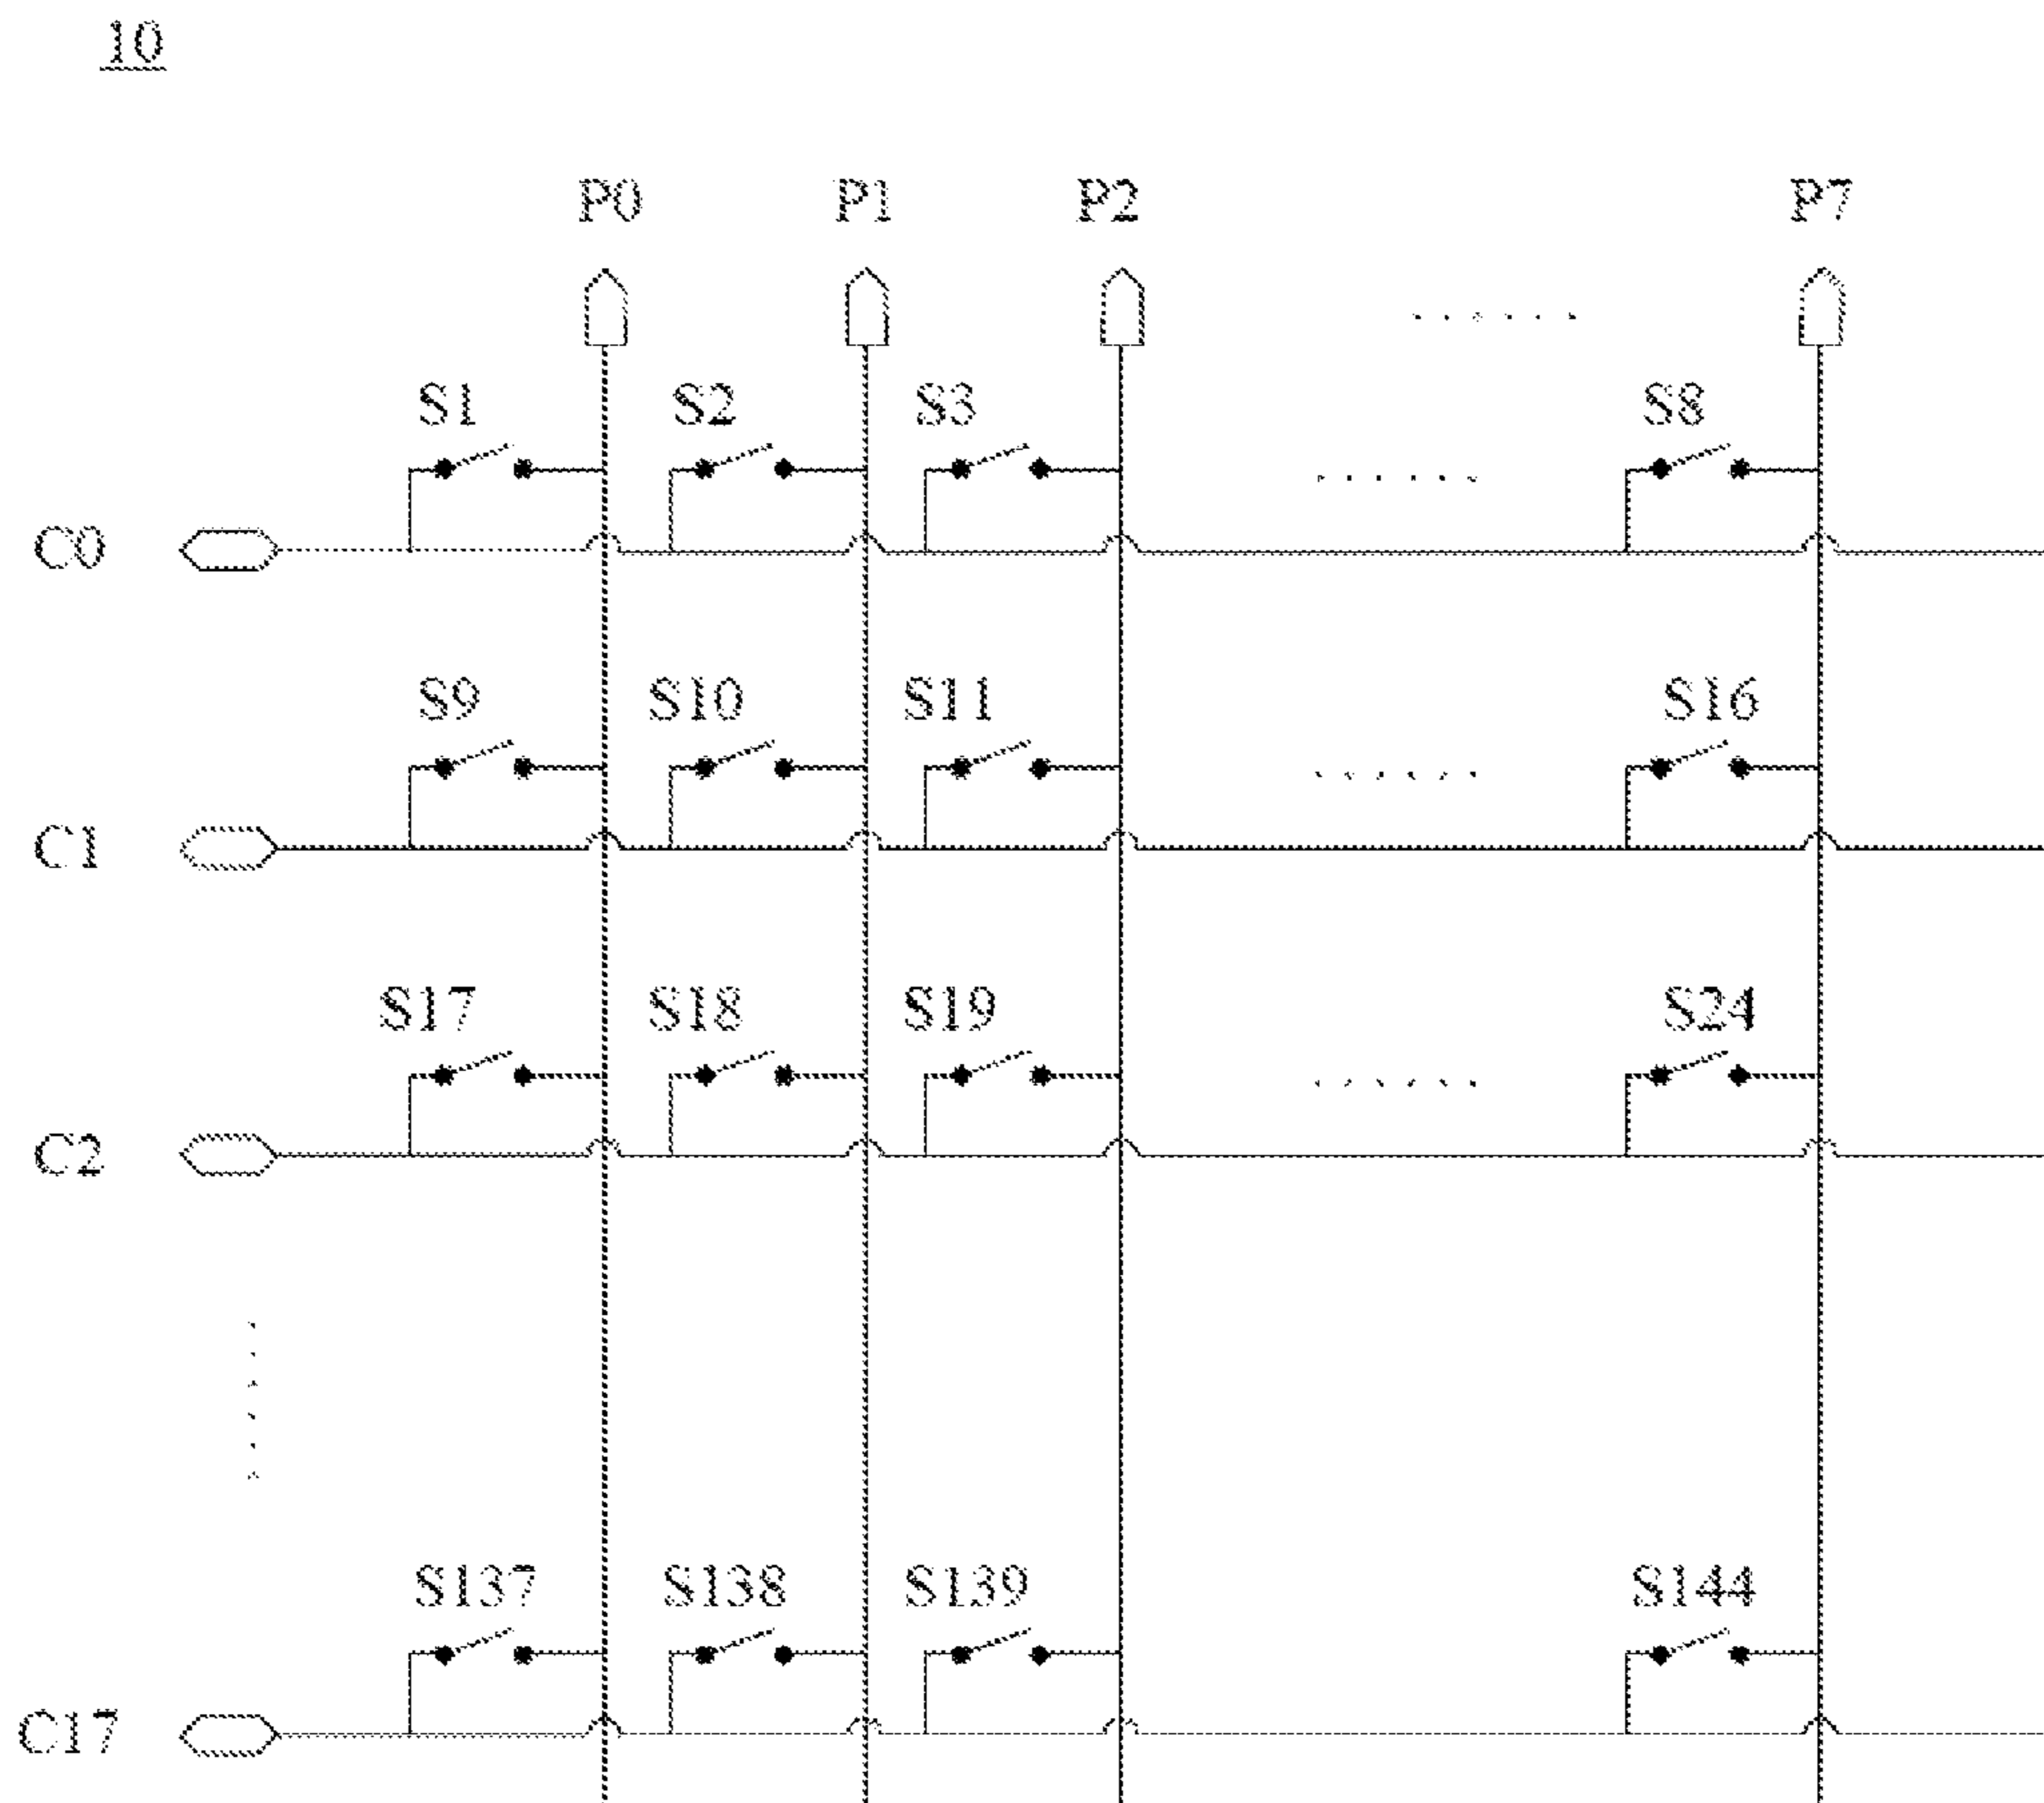 10
P0 P1 P2 P7
S1 S2 S3 S8
C0
S9 S10 S11 S16
C1
S17 S18 S19 S24
C2
S137 S138 S139 S144
C17